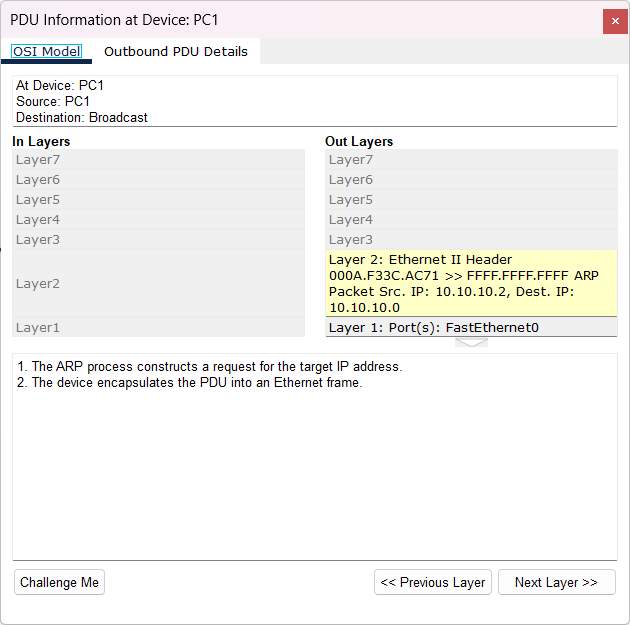 PDU Information at Device: PC1
OSI Model
Outbound PDU Details
At Device: PC1
Source: PC1
Destination: Broadcast
In Layers
Layer7
Layer6
Layer5
Layer4
Layer3
Layer2
Layer1
Out Layers
Layer7
Layer6
Layer5
Layer4
Layer3
Layer 2: Ethernet II Header
000A.F33C.AC71 >> FFFF.FFFF.FFFF ARP
Packet Src. IP: 10.10.10.2, Dest. IP:
10.10.10.0
Layer 1: Port(s): FastEthernet0
1. The ARP process constructs a request for the target IP address.
2. The device encapsulates the PDU into an Ethernet frame.
Challenge Me
<< Previous Layer
Next Layer >>